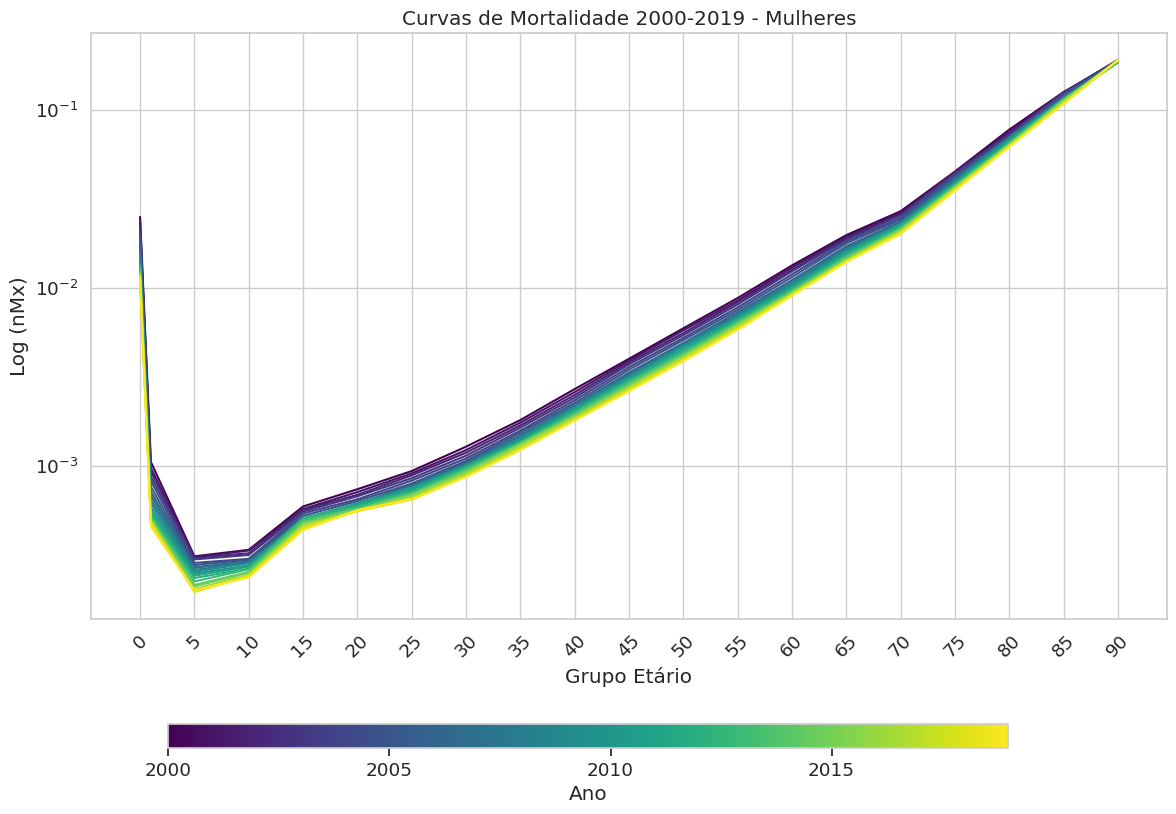 Curvas de Mortalidade 2000-2019 - Mulheres
10⁻¹
10⁻²
10⁻³
Log (nMx)
0 5 10 15 20 25 30 35 40 45 50 55 60 65 70 75 80 85 90
Grupo Etário
2000 2005 2010 2015
Ano